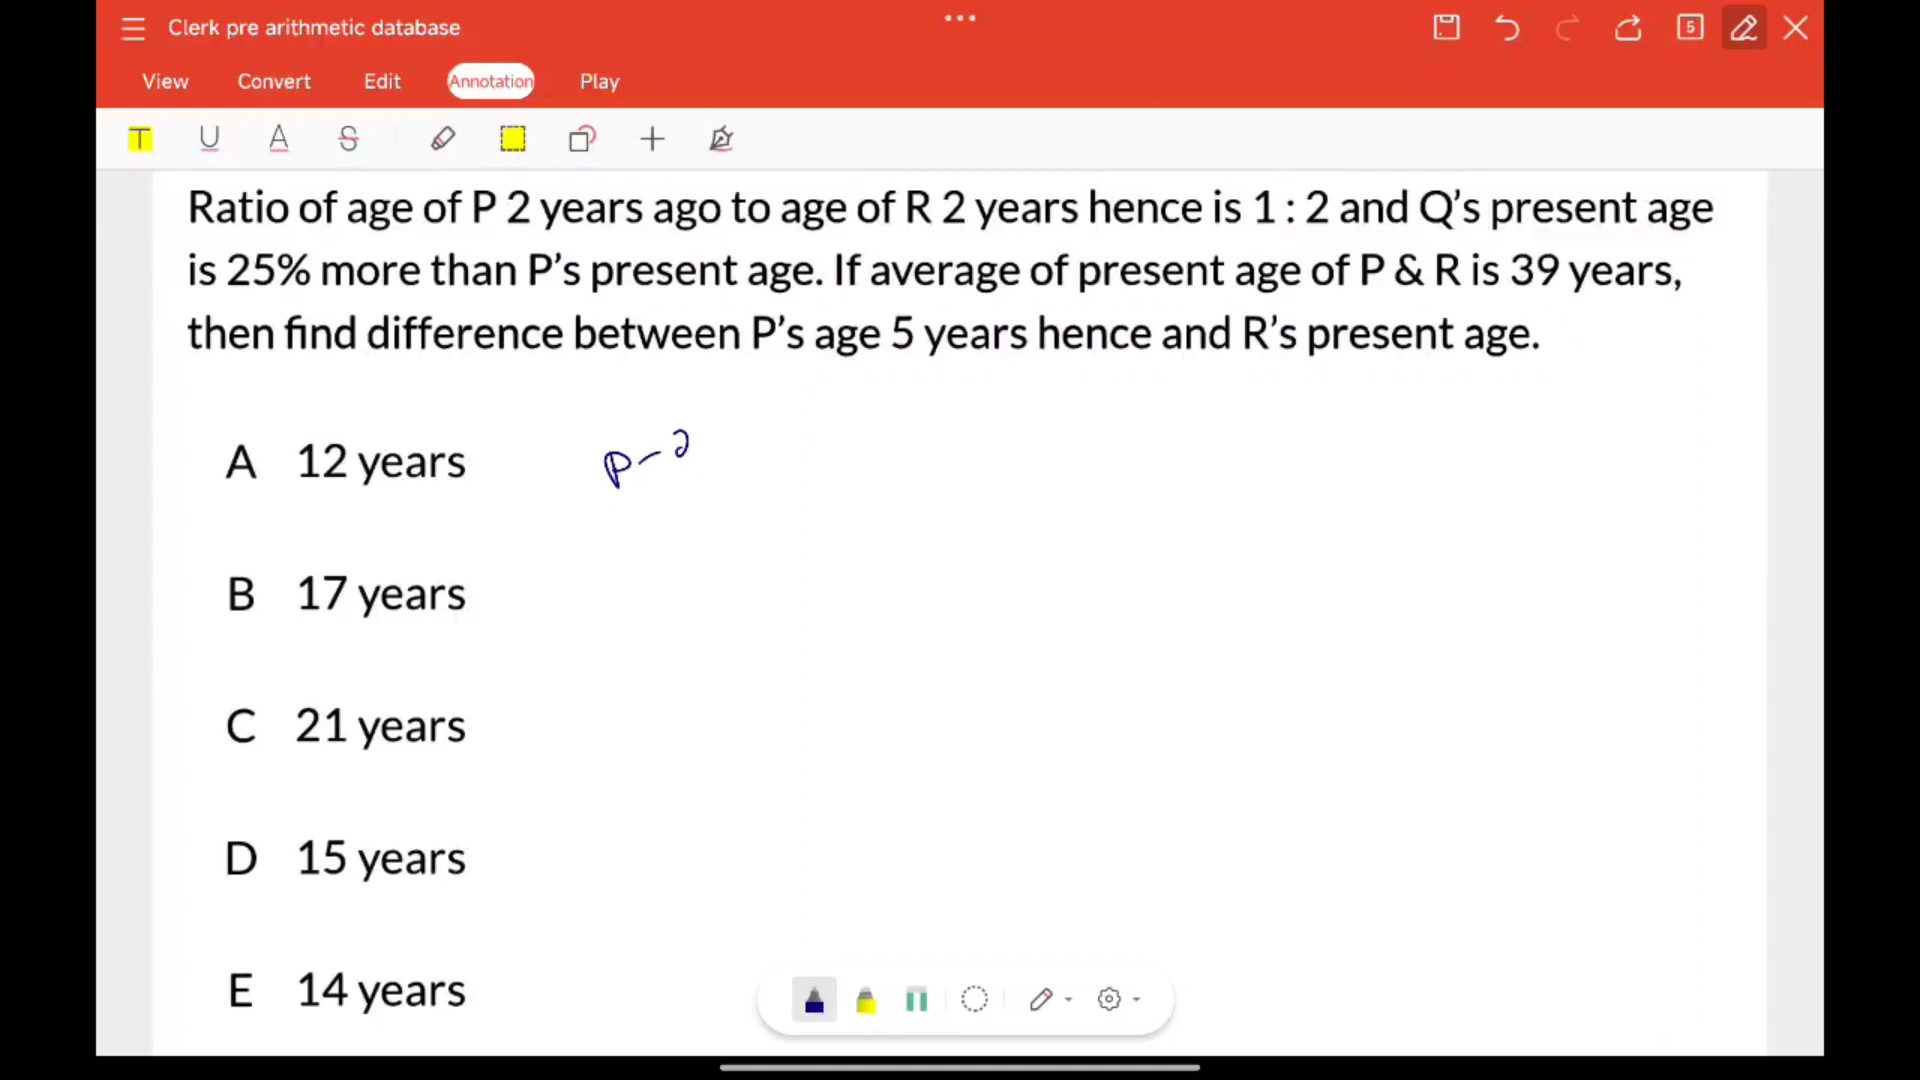 Clerk pre arithmetic database
5
View Convert Edit Annotation Play
T U A S
Ratio of age of P 2 years ago to age of R 2 years hence is 1 : 2 and Q’s present age
is 25% more than P’s present age. If average of present age of P & R is 39 years,
then find difference between P’s age 5 years hence and R’s present age.
A 12 years
P-2
B 17 years
C 21 years
D 15 years
E 14 years